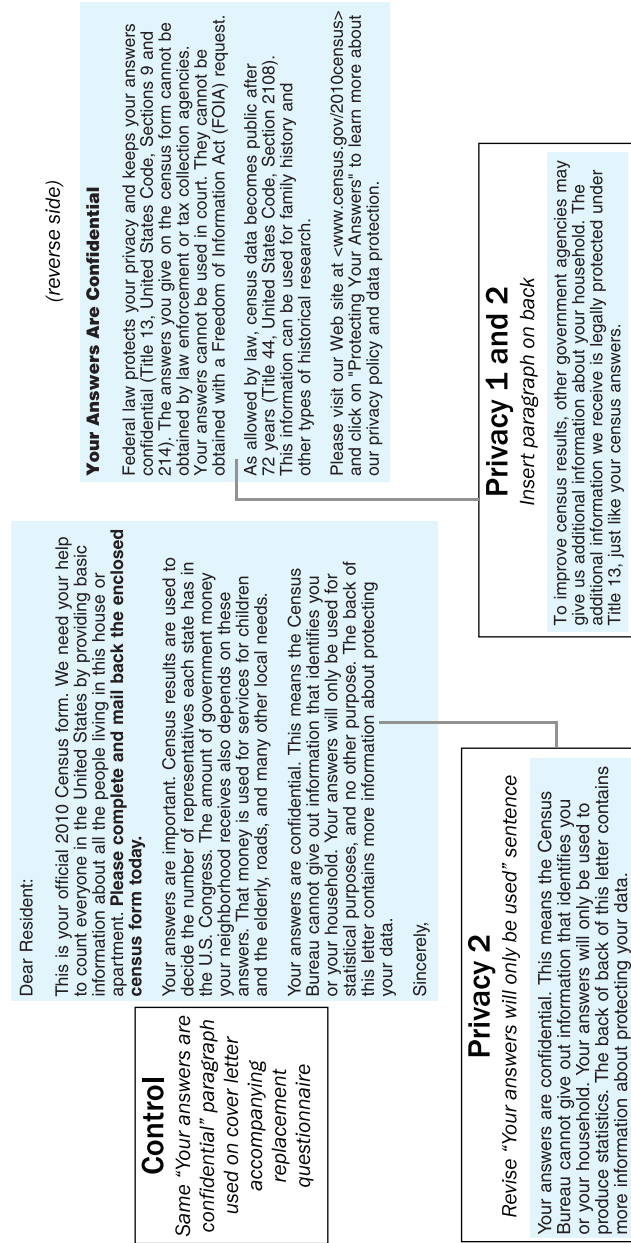 Control
Same “Your answers are
confidential” paragraph
used on cover letter
accompanying
replacement
questionnaire
Dear Resident:
This is your official 2010 Census form. We need your help
to count everyone in the United States by providing basic
information about all the people living in this house or
apartment. Please complete and mail back the enclosed
census form today.
Your answers are important. Census results are used to
decide the number of representatives each state has in
the U.S. Congress. The amount of government money
your neighborhood receives also depends on these
answers. That money is used for services for children
and the elderly, roads, and many other local needs.
Your answers are confidential. This means the Census
Bureau cannot give out information that identifies you
or your household. Your answers will only be used for
statistical purposes, and no other purpose. The back of
this letter contains more information about protecting
your data.
Sincerely,
(reverse side)
Your Answers Are Confidential
Federal law protects your privacy and keeps your answers
confidential (Title 13, United States Code, Sections 9 and
214). The answers you give on the census form cannot be
obtained by law enforcement or tax collection agencies.
Your answers cannot be used in court. They cannot be
obtained with a Freedom of Information Act (FOIA) request.
As allowed by law, census data becomes public after
72 years (Title 44, United States Code, Section 2108).
This information can be used for family history and
other types of historical research.
Please visit our Web site at <www.census.gov/2010census>
and click on "Protecting Your Answers" to learn more about
our privacy policy and data protection.
Privacy 2
Revise “Your answers will only be used” sentence
Your answers are confidential. This means the Census
Bureau cannot give out information that identifies you
or your household. Your answers will only be used to
produce statistics. The back of back of this letter contains
more information about protecting your data.
Privacy 1 and 2
Insert paragraph on back
To improve census results, other government agencies may
give us additional information about your household. The
additional information we receive is legally protected under
Title 13, just like your census answers.